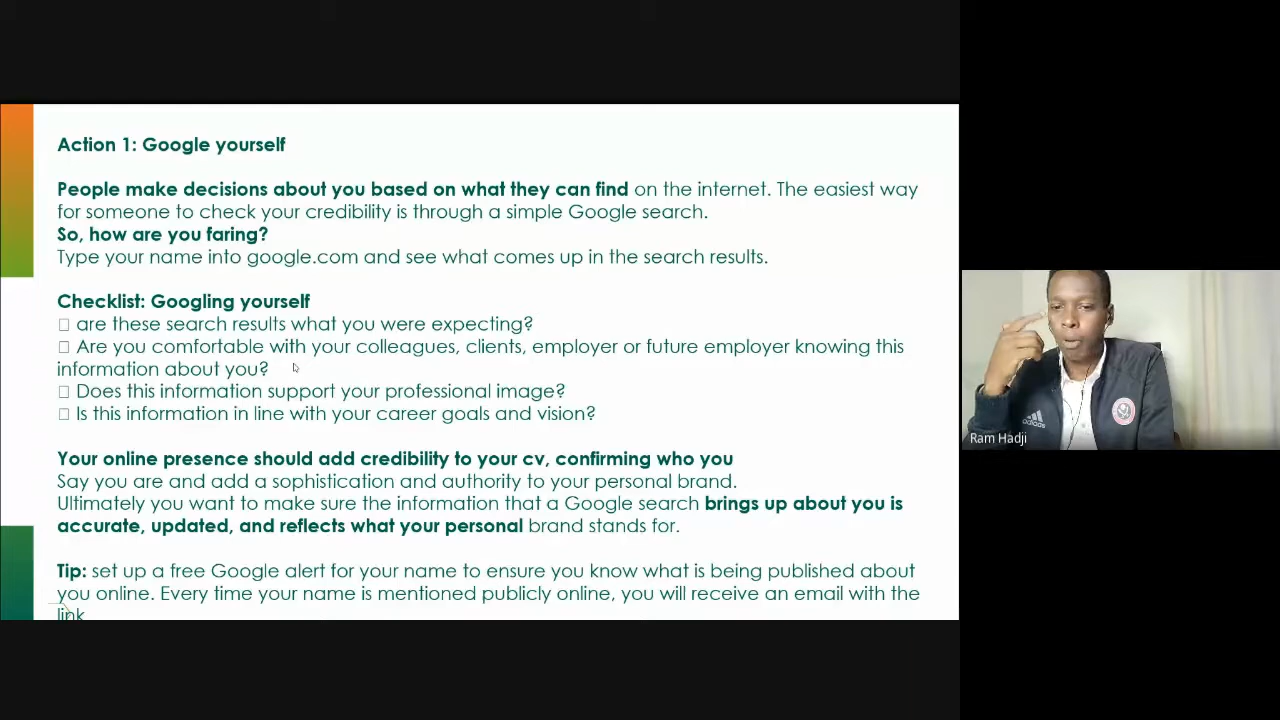 Action 1: Google yourself
People make decisions about you based on what they can find on the internet. The easiest way
for someone to check your credibility is through a simple Google search.
So, how are you faring?
Type your name into google.com and see what comes up in the search results.
Checklist: Googling yourself
□ are these search results what you were expecting?
□ Are you comfortable with your colleagues, clients, employer or future employer knowing this
information about you?
□ Does this information support your professional image?
□ Is this information in line with your career goals and vision?
Your online presence should add credibility to your cv, confirming who you
Say you are and add a sophistication and authority to your personal brand.
Ultimately you want to make sure the information that a Google search brings up about you is
accurate, updated, and reflects what your personal brand stands for.
Tip: set up a free Google alert for your name to ensure you know what is being published about
you online. Every time your name is mentioned publicly online, you will receive an email with the
link
adidas
Ram Hadji